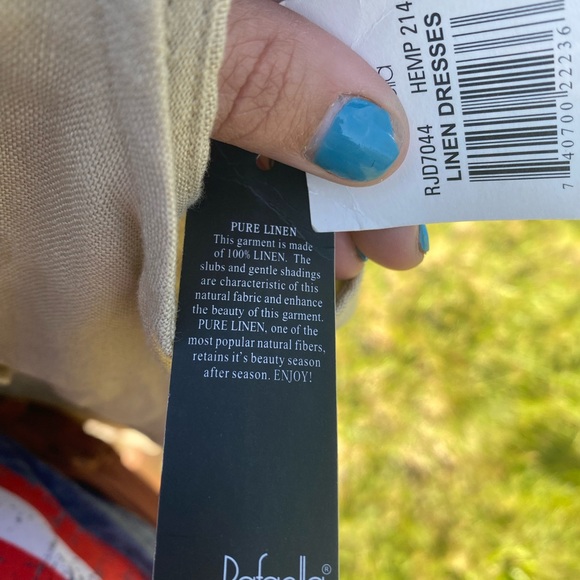 RJD7044 HEMP 214
LINEN DRESSES
7 40700 22236
PURE LINEN
This garment is made
of 100% LINEN. The
slubs and gentle shadings
are characteristic of this
natural fabric and enhance
the beauty of this garment.
PURE LINEN, one of the
most popular natural fibers,
retains it's beauty season
after season. ENJOY!
Rafaella®